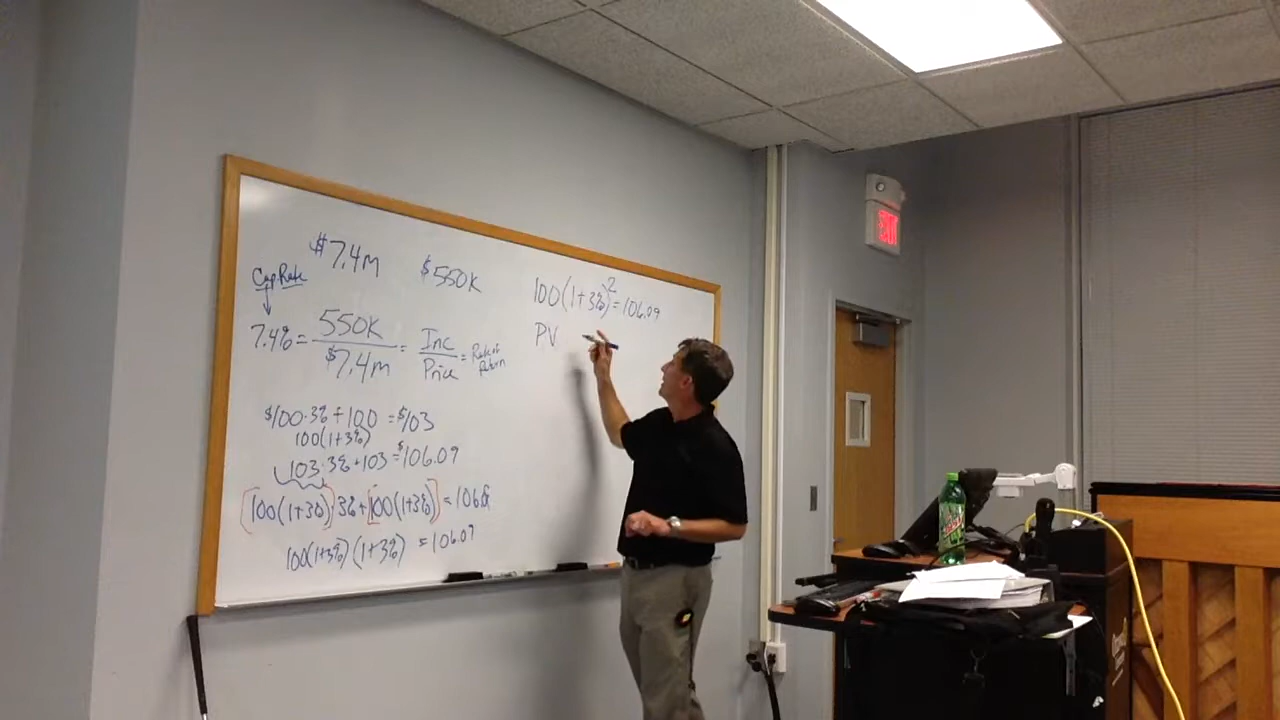 $7.4m
$550K
Cap Rate
7.4% = 550K / $7.4m = Inc / Price = Rate of Return
$100·3% + 100 = $103
100(1+3%)
103·3% + 103 = $106.09
[100(1+3%)]3% + [100(1+3%)] = 106.
100(1+3%)(1+3%) = 106.09
100(1+3%)² = 106.09
PV
EXIT